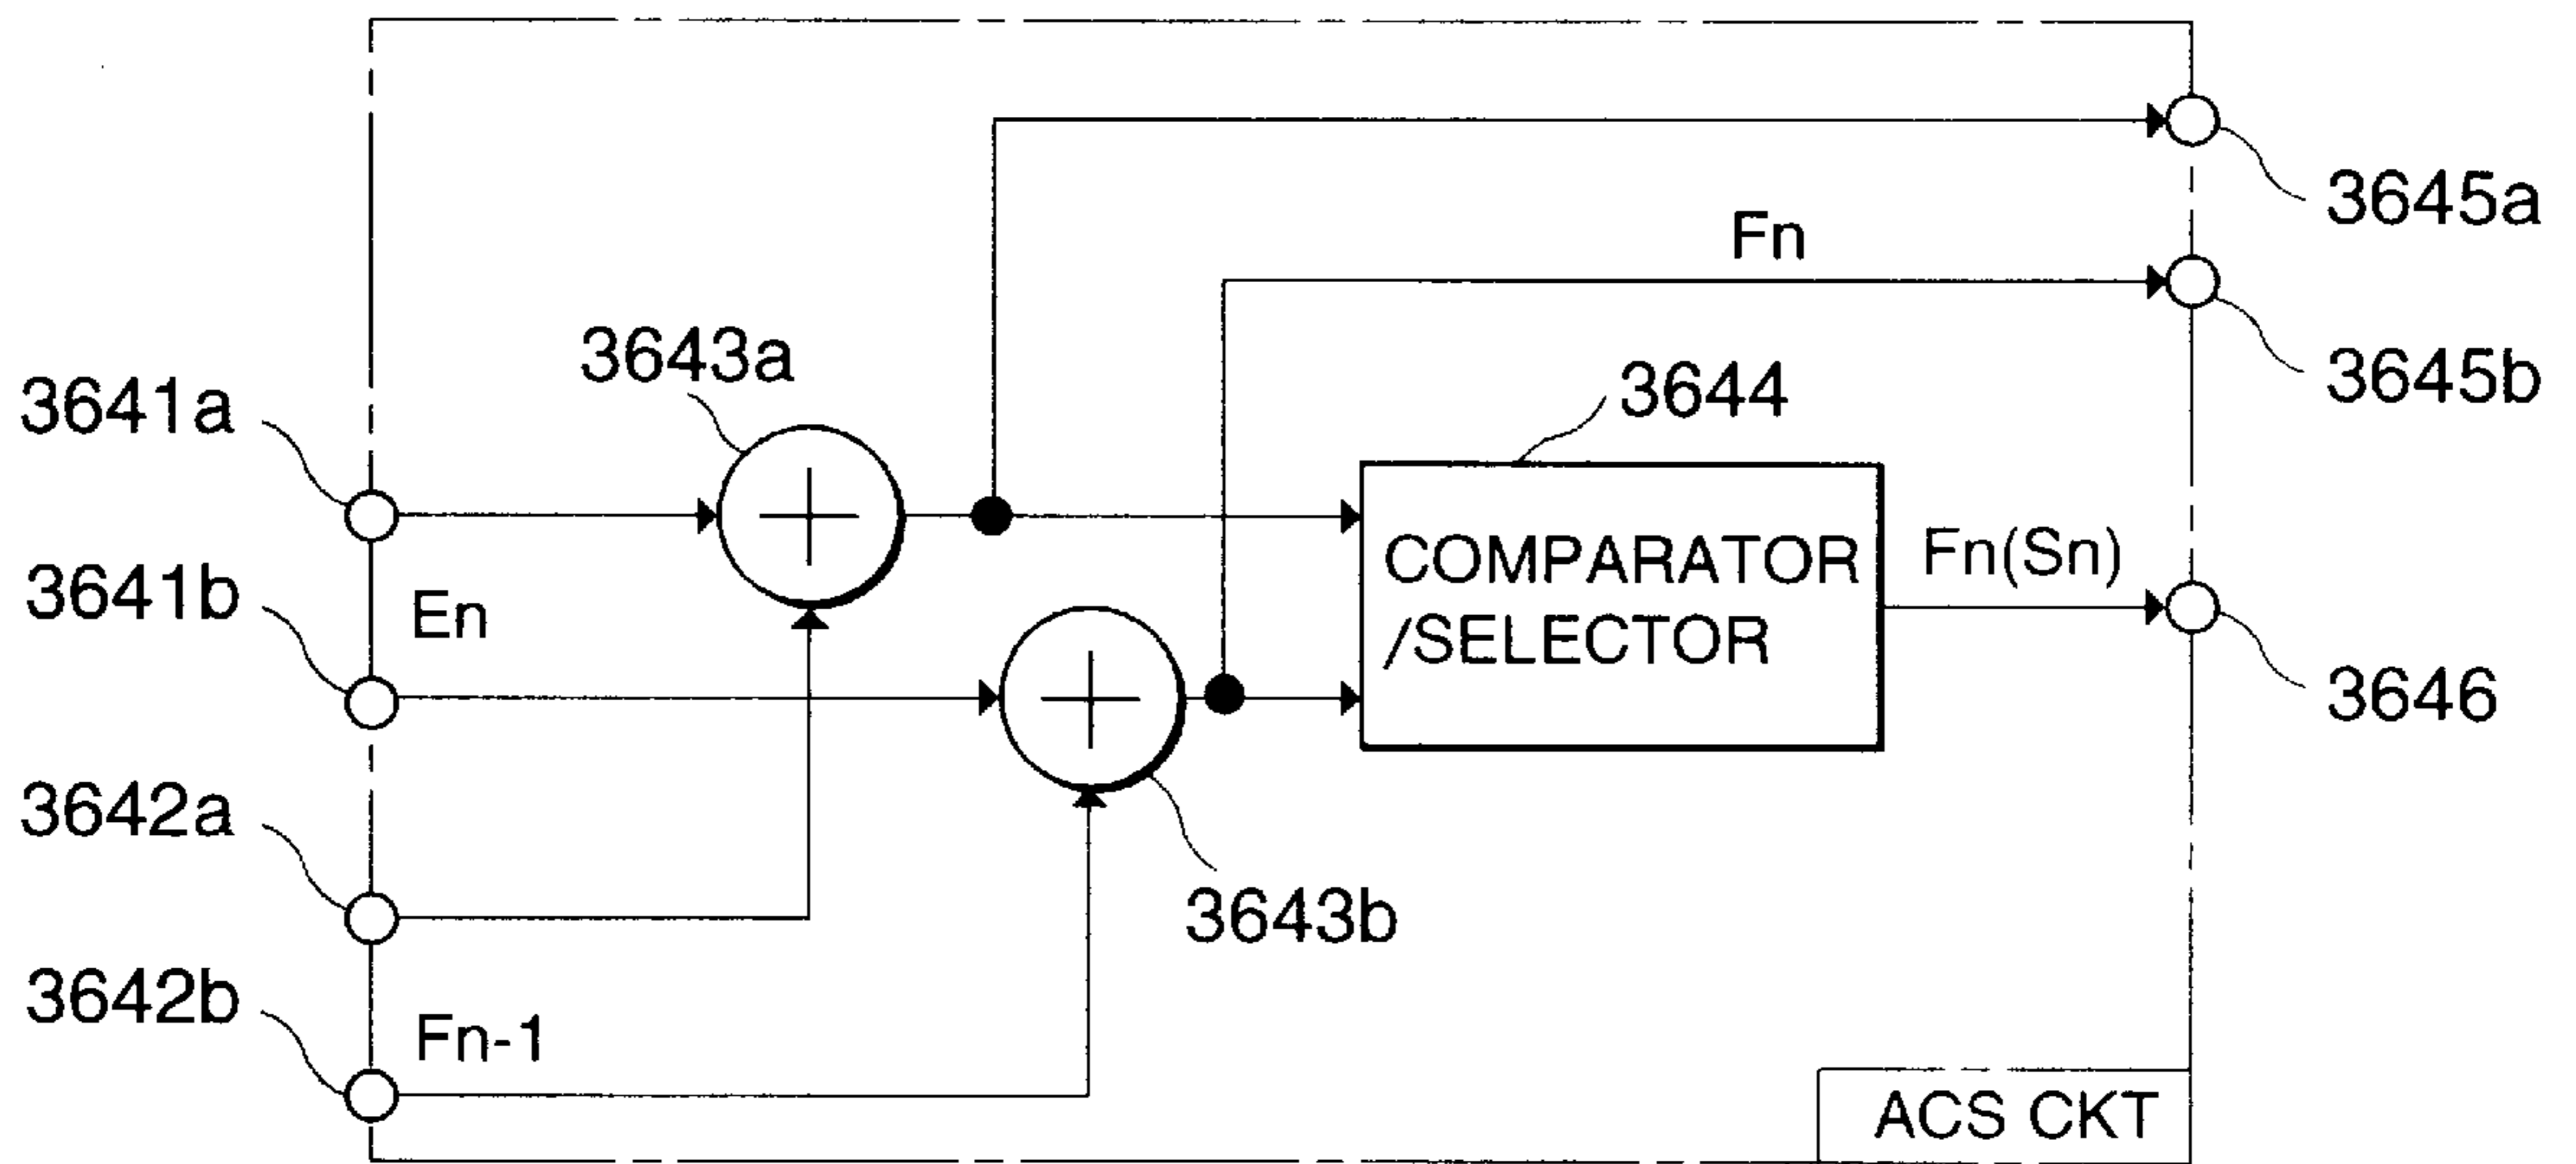 3645a
Fn
3645b
3643a
3644
3641a
COMPARATOR
/SELECTOR
Fn(Sn)
3641b
En
3646
3642a
3643b
3642b
Fn-1
ACS CKT